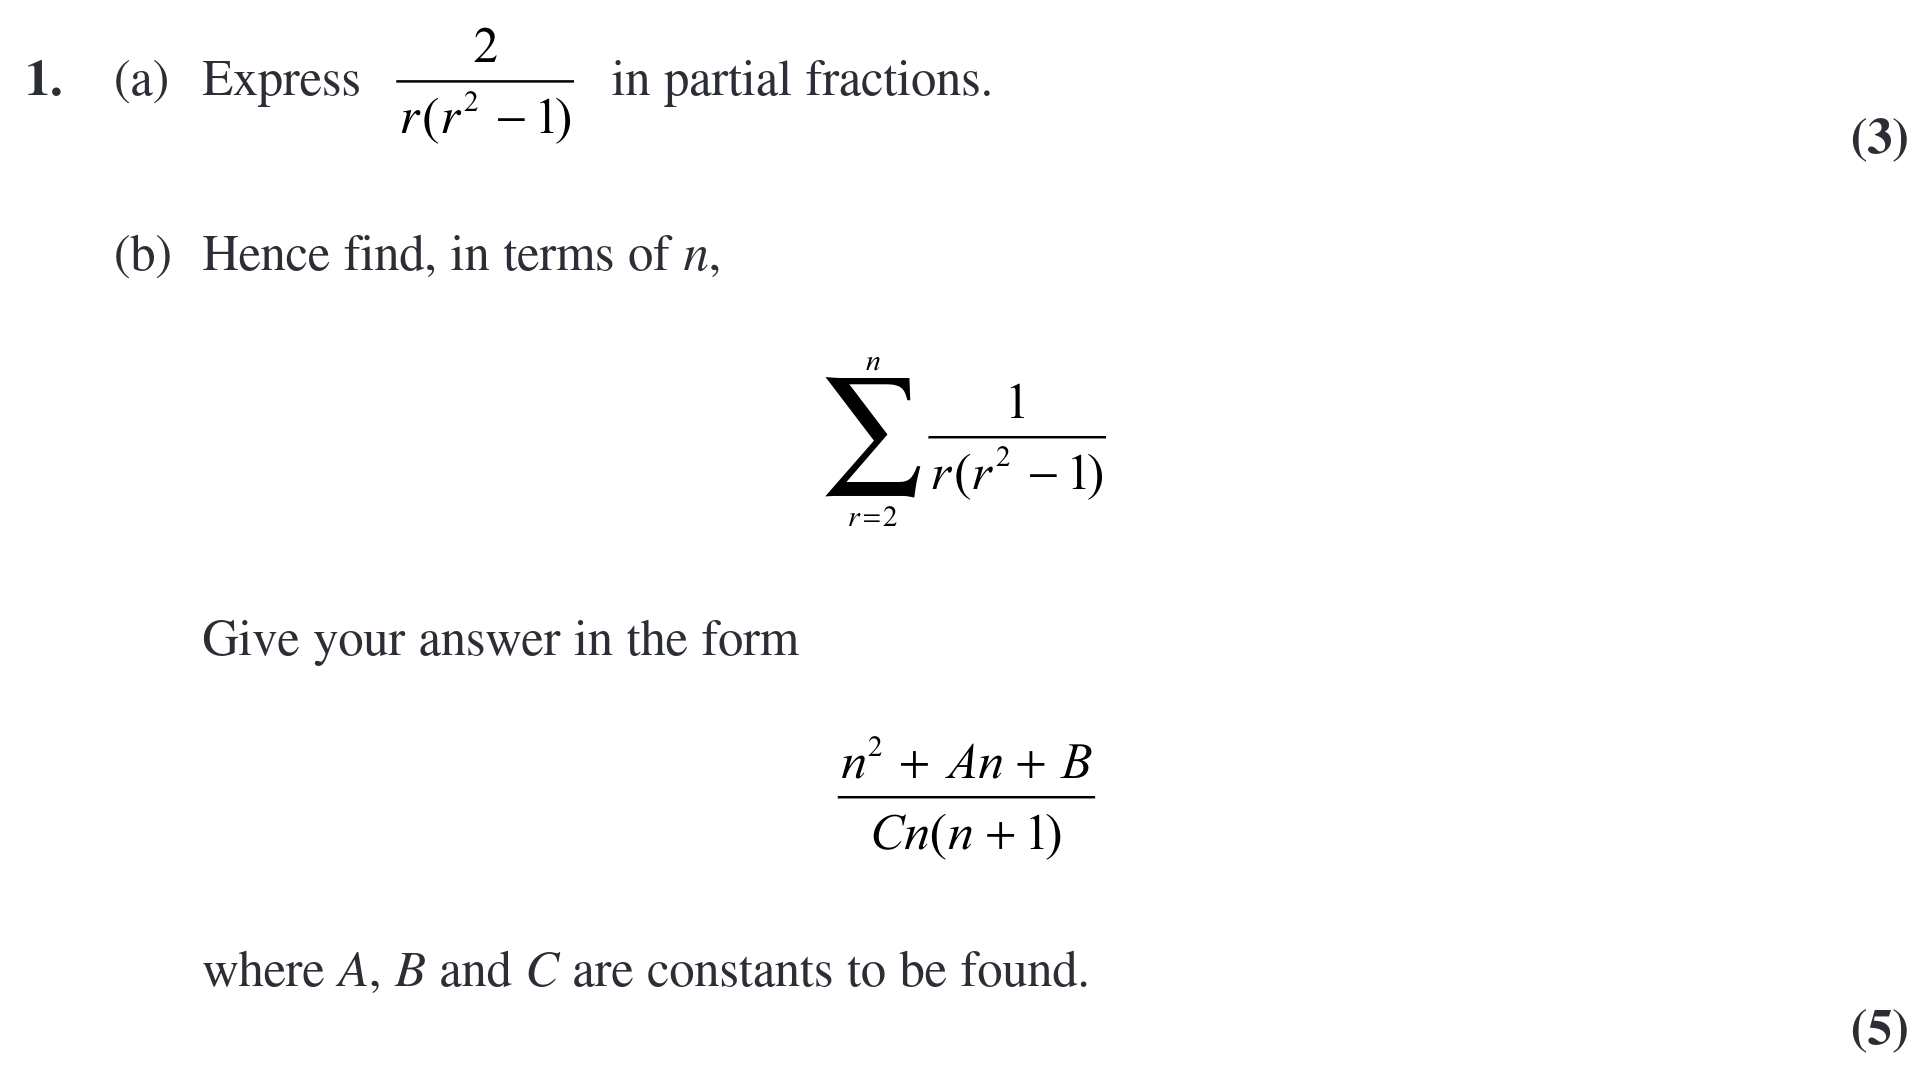 1. (a) Express $\frac{2}{r(r^2 - 1)}$ in partial fractions.
(3)
(b) Hence find, in terms of n,
$\sum_{r=2}^{n} \frac{1}{r(r^2 - 1)}$
Give your answer in the form
$\frac{n^2 + An + B}{Cn(n + 1)}$
where A, B and C are constants to be found.
(5)